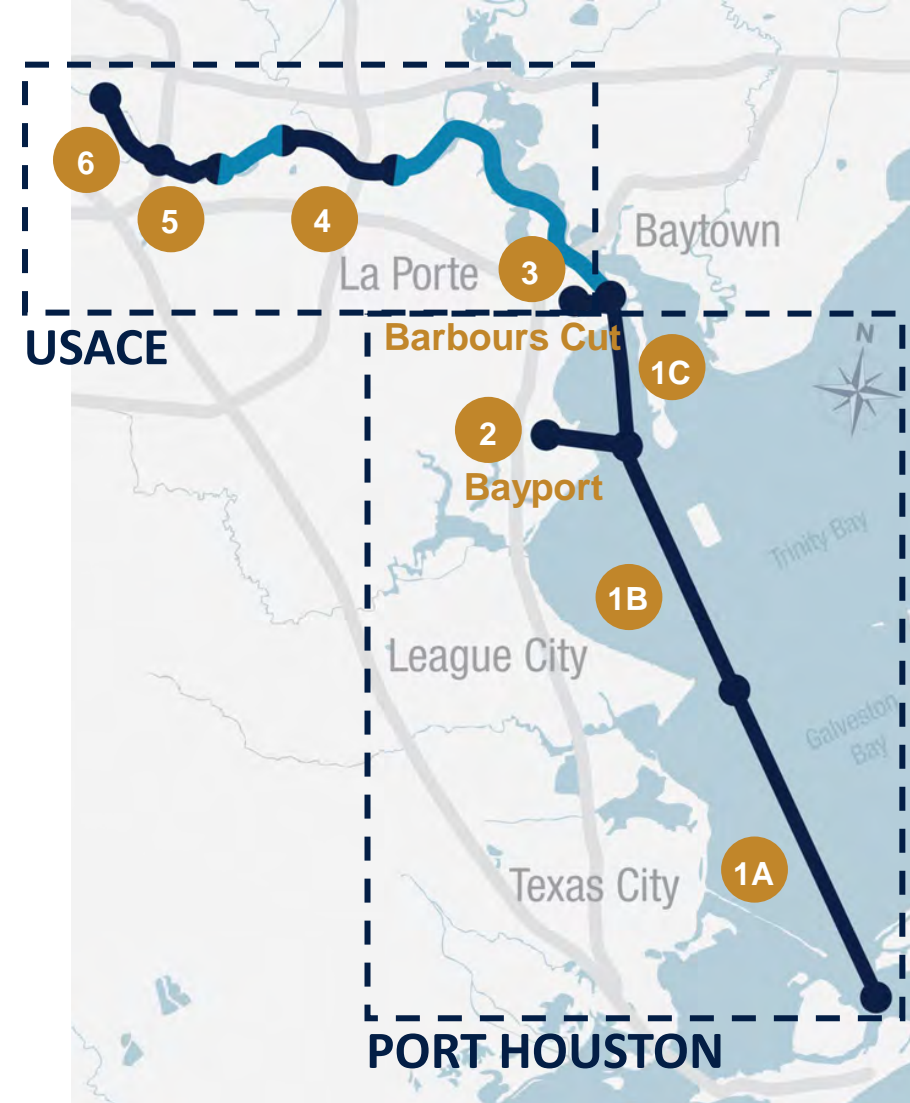 6
5
4
3
Baytown
La Porte
Barbours Cut
USACE
N
1C
2
Bayport
Trinity Bay
1B
League City
Galveston
Bay
1A
Texas City
PORT HOUSTON